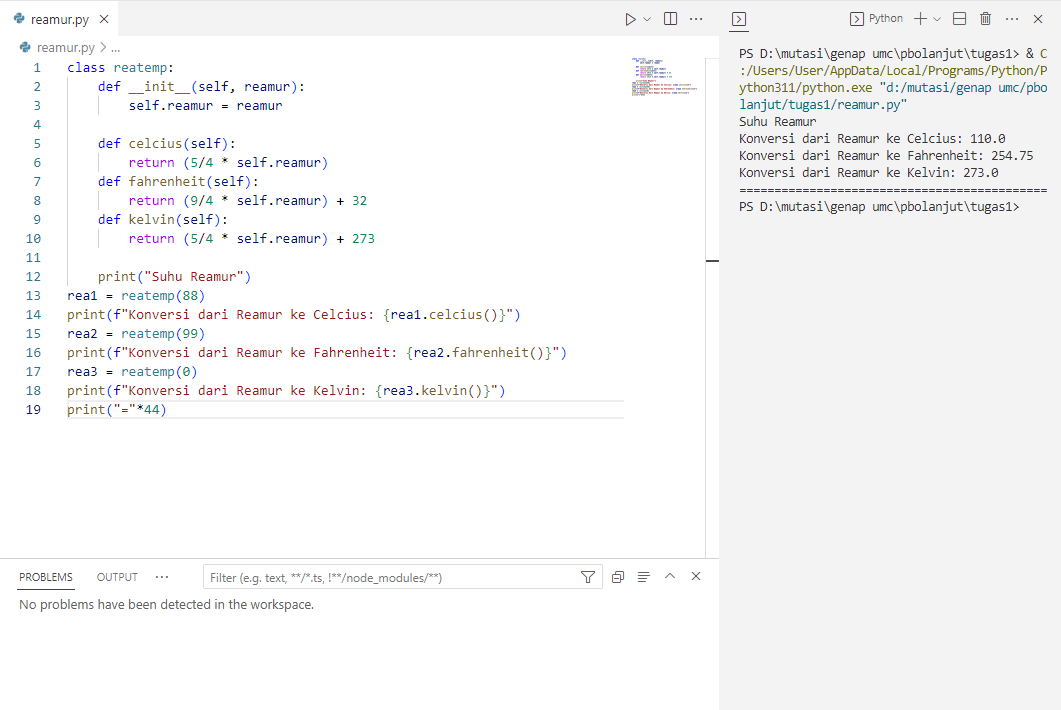 reamur.py
Python
reamur.py > ...
1 class reatemp:
2     def __init__(self, reamur):
3         self.reamur = reamur
4
5     def celcius(self):
6         return (5/4 * self.reamur)
7     def fahrenheit(self):
8         return (9/4 * self.reamur) + 32
9     def kelvin(self):
10         return (5/4 * self.reamur) + 273
11
12     print("Suhu Reamur")
13 rea1 = reatemp(88)
14 print(f"Konversi dari Reamur ke Celcius: {rea1.celcius()}")
15 rea2 = reatemp(99)
16 print(f"Konversi dari Reamur ke Fahrenheit: {rea2.fahrenheit()}")
17 rea3 = reatemp(0)
18 print(f"Konversi dari Reamur ke Kelvin: {rea3.kelvin()}")
19 print("="*44)
PS D:\mutasi\genap umc\pbolanjut\tugas1> & C
:/Users/User/AppData/Local/Programs/Python/P
ython311/python.exe "d:/mutasi/genap umc/pbo
lanjut/tugas1/reamur.py"
Suhu Reamur
Konversi dari Reamur ke Celcius: 110.0
Konversi dari Reamur ke Fahrenheit: 254.75
Konversi dari Reamur ke Kelvin: 273.0
============================================
PS D:\mutasi\genap umc\pbolanjut\tugas1>
PROBLEMS OUTPUT ... Filter (e.g. text, **/*.ts, !**/node_modules/**)
No problems have been detected in the workspace.